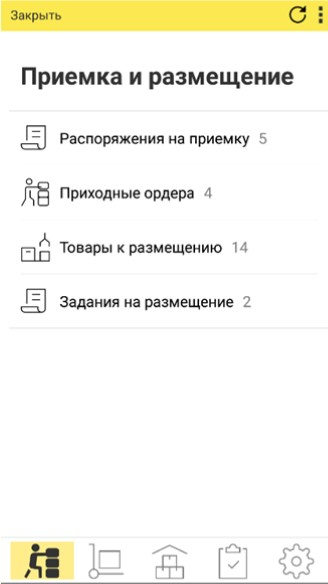 Закрыть
Приемка и размещение
Распоряжения на приемку 5
Приходные ордера 4
Товары к размещению 14
Задания на размещение 2